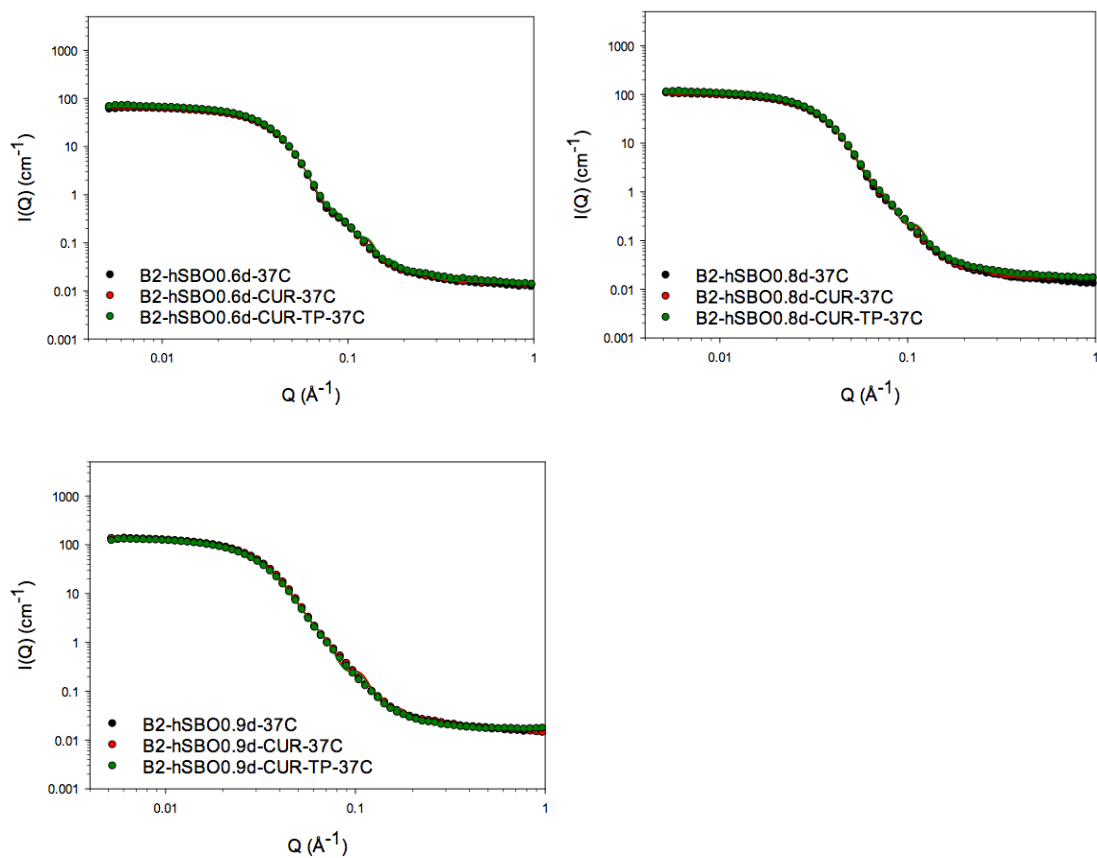 1000
100
10
1
0.1
0.01
0.001
I(Q) (cm⁻¹)
B2-hSBO0.6d-37C
B2-hSBO0.6d-CUR-37C
B2-hSBO0.6d-CUR-TP-37C
0.01 0.1 1
Q (Å⁻¹)
1000
100
10
1
0.1
0.01
0.001
I(Q) (cm⁻¹)
B2-hSBO0.8d-37C
B2-hSBO0.8d-CUR-37C
B2-hSBO0.8d-CUR-TP-37C
0.01 0.1 1
Q (Å⁻¹)
1000
100
10
1
0.1
0.01
0.001
I(Q) (cm⁻¹)
B2-hSBO0.9d-37C
B2-hSBO0.9d-CUR-37C
B2-hSBO0.9d-CUR-TP-37C
0.01 0.1 1
Q (Å⁻¹)